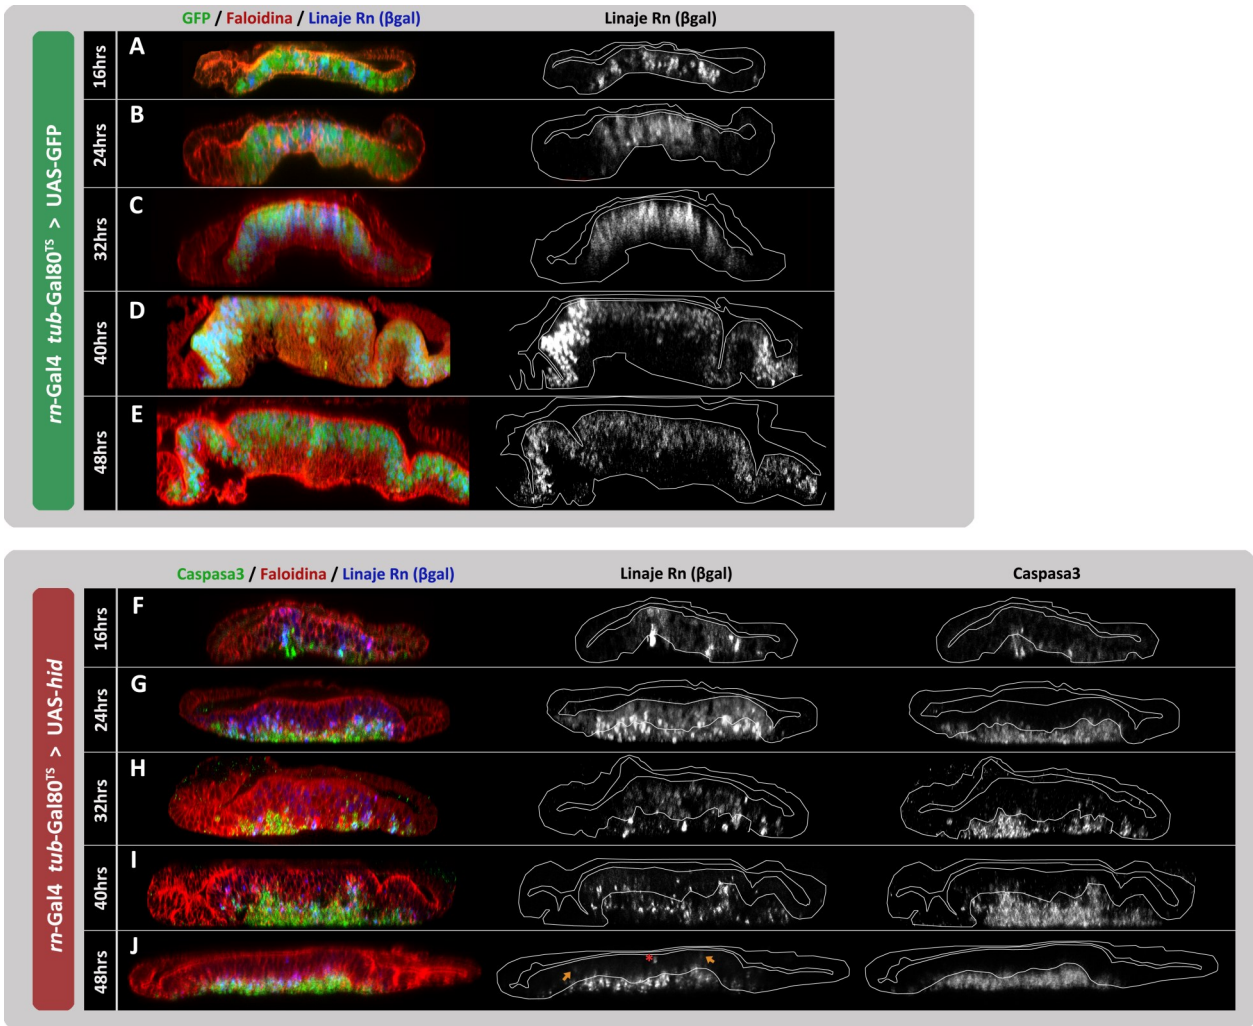 GFP / Faloidina / Linaje Rn (βgal)
Linaje Rn (βgal)
rn-Gal4 tub-Gal80TS > UAS-GFP
16hrs
A
24hrs
B
32hrs
C
40hrs
D
48hrs
E
Caspasa3 / Faloidina / Linaje Rn (βgal)
Linaje Rn (βgal)
Caspasa3
rn-Gal4 tub-Gal80TS > UAS-hid
16hrs
F
24hrs
G
32hrs
H
40hrs
I
48hrs
J
*